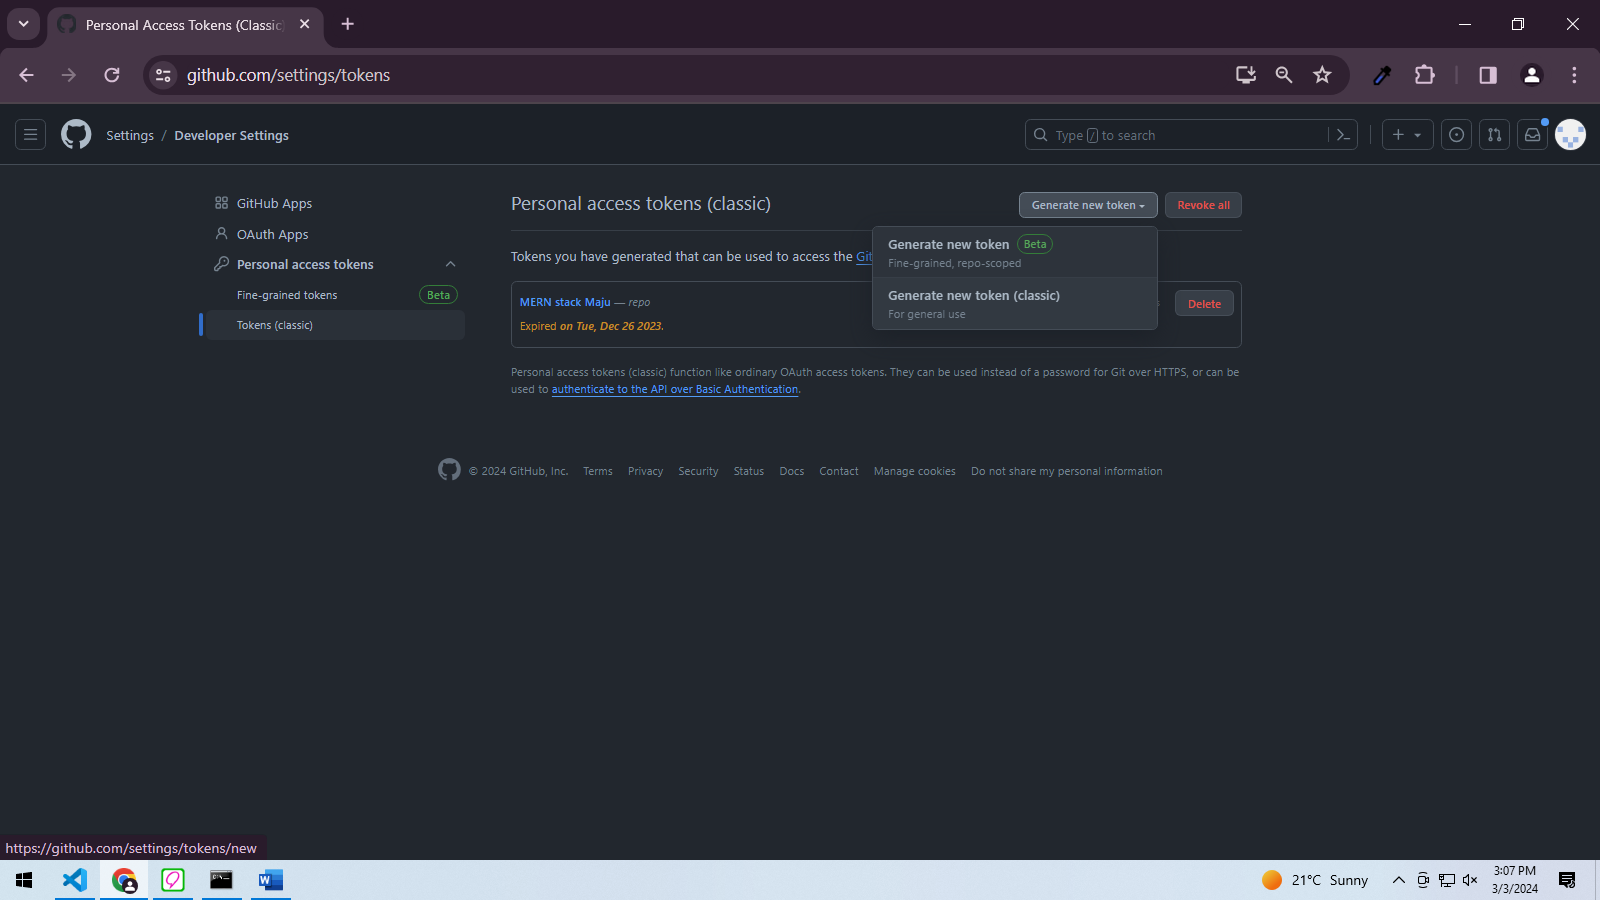 Personal Access Tokens (Classic)
github.com/settings/tokens
Settings / Developer Settings
Type / to search
GitHub Apps
OAuth Apps
Personal access tokens
Fine-grained tokens
Beta
Tokens (classic)
Personal access tokens (classic)
Generate new token
Revoke all
Generate new token Beta
Fine-grained, repo-scoped
Generate new token (classic)
For general use
Tokens you have generated that can be used to access the Git
MERN stack Maju — repo
Delete
Expired on Tue, Dec 26 2023.
Personal access tokens (classic) function like ordinary OAuth access tokens. They can be used instead of a password for Git over HTTPS, or can be
used to authenticate to the API over Basic Authentication.
© 2024 GitHub, Inc. Terms Privacy Security Status Docs Contact Manage cookies Do not share my personal information
https://github.com/settings/tokens/new
21°C Sunny
3:07 PM
3/3/2024